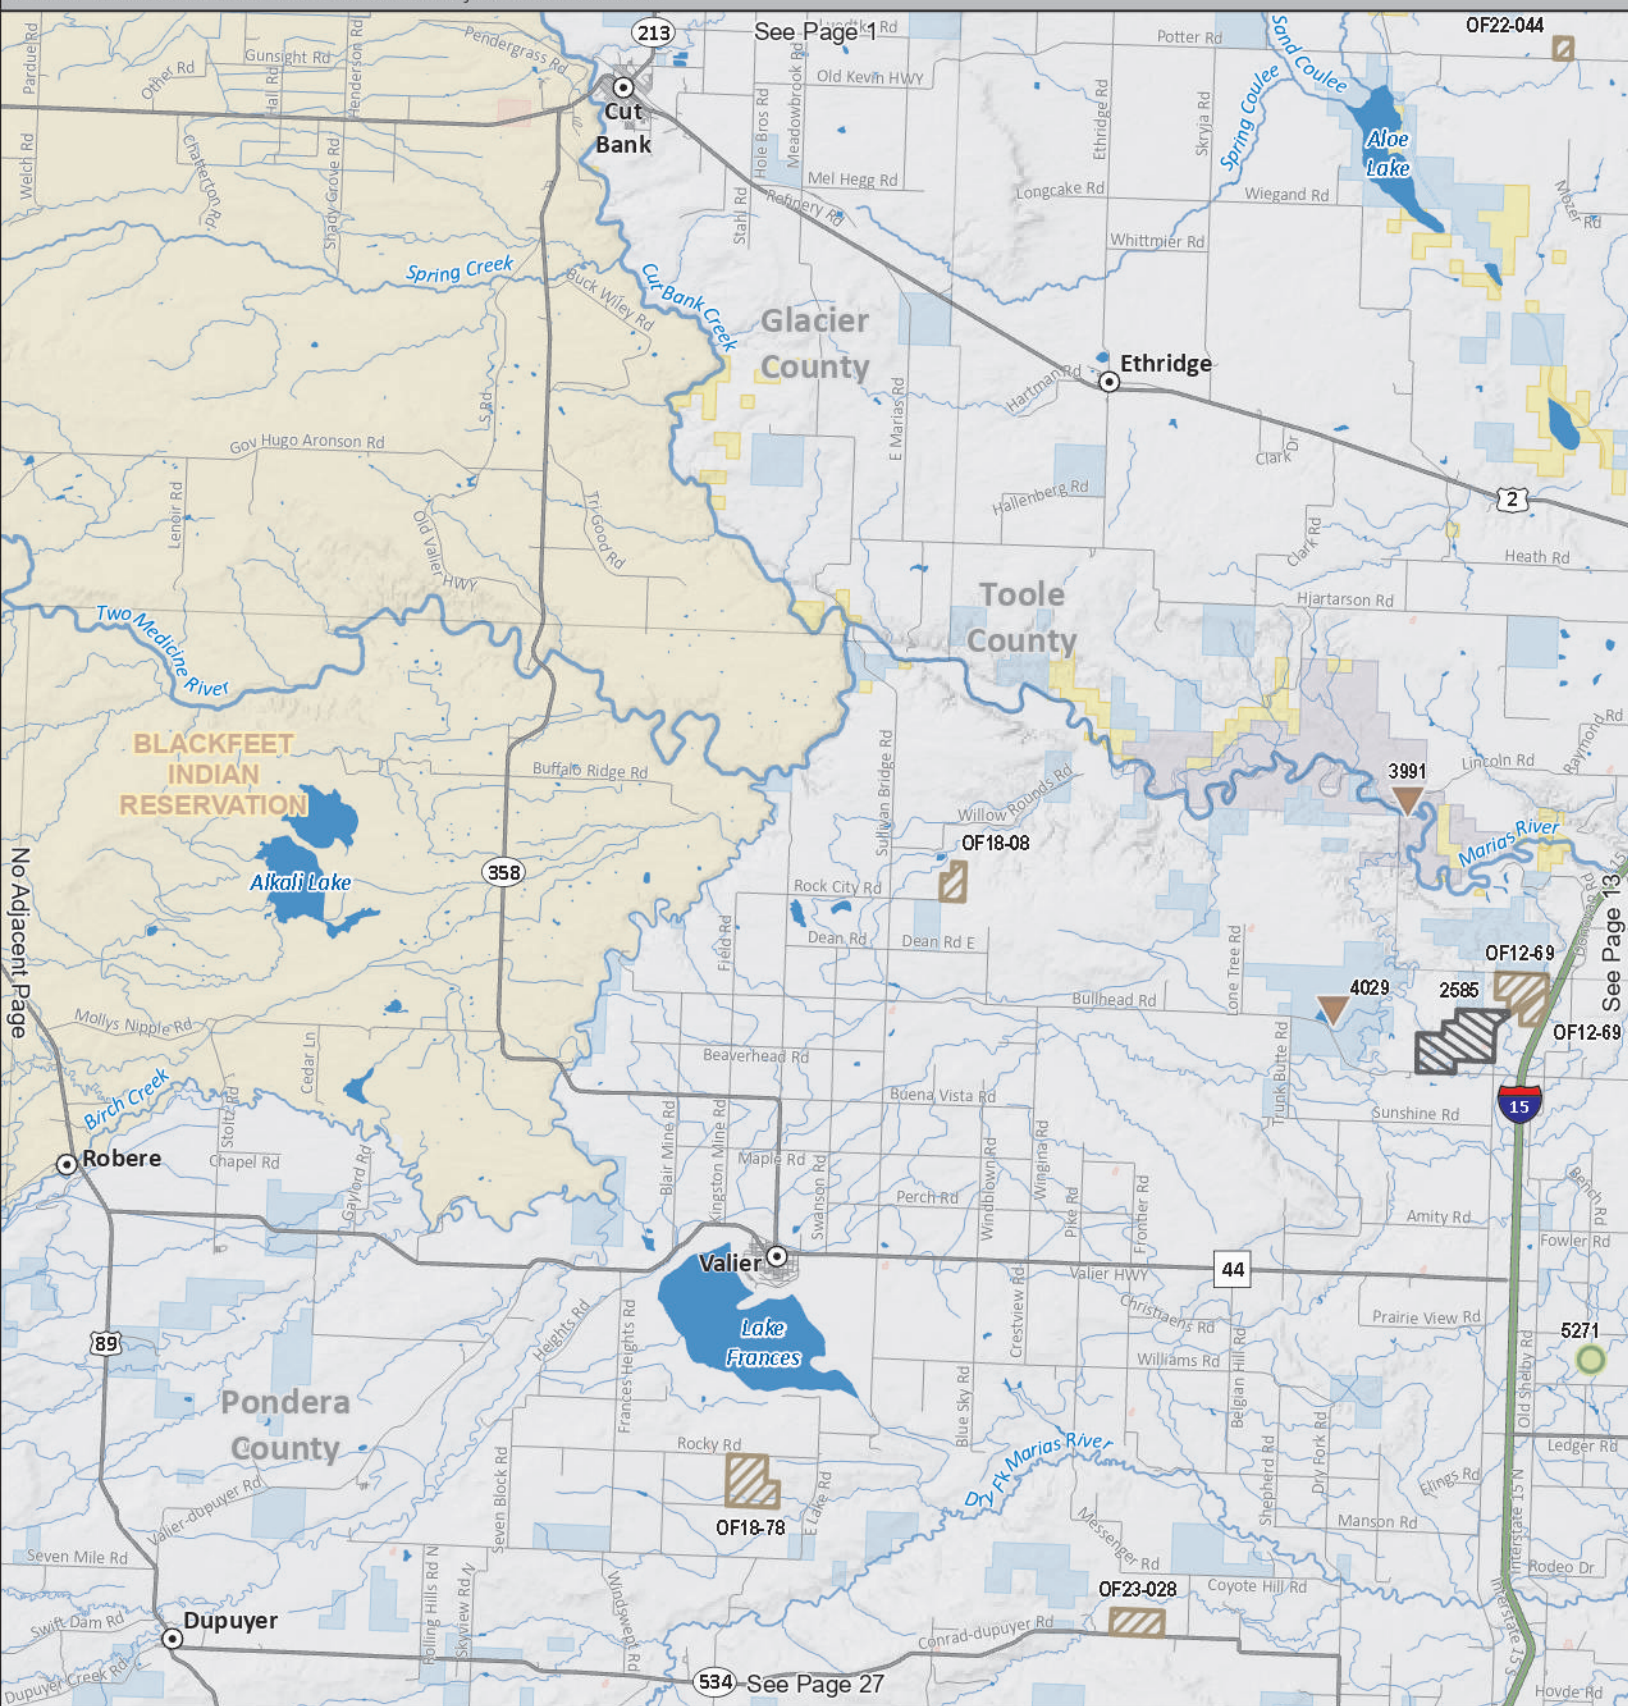 213
See Page 1
Luedtke Rd
OF22-044
Pardue Rd
Other Rd
Gunsight Rd
Hall Rd
Henderson Rd
Pendergrass Rd
Potter Rd
Sand Coulee
Old Kevin HWY
Cut
Bank
Hole Bros Rd
Meadowbrook Rd
Ethridge Rd
Skryja Rd
Spring Coulee
Aloe
Lake
Welch Rd
Chatterton Rd
Shady Grove Rd
Stahl Rd
Mel Hegg Rd
Refinery Rd
Longcake Rd
Wiegand Rd
Mozer Rd
Whittmier Rd
Spring Creek
Buck Wiley Rd
Cut Bank Creek
Glacier
County
Ethridge
Hartman Rd
S Rd
E Marias Rd
Gov Hugo Aronson Rd
Clark Dr
Lenoir Rd
Old Valier HWY
Tri Good Rd
Hallenberg Rd
2
Clark Rd
Heath Rd
Toole
County
Hjartarson Rd
Two Medicine River
BLACKFEET
INDIAN
RESERVATION
Buffalo Ridge Rd
Sullivan Bridge Rd
Raymond Rd
Lincoln Rd
3991
Willow Rounds Rd
OF18-08
Marias River
No Adjacent Page
Alkali Lake
358
Rock City Rd
15
See Page 13
Donovan Rd
Field Rd
Dean Rd
Dean Rd E
Lone Tree Rd
OF12-69
4029
2585
Bullhead Rd
OF12-69
Mollys Nipple Rd
Cedar Ln
Beaverhead Rd
Trunk Butte Rd
Birch Creek
Stoltz Rd
Buena Vista Rd
15
Sunshine Rd
Robere
Chapel Rd
Gaylord Rd
Blair Mine Rd
Kingston Mine Rd
Maple Rd
Swanson Rd
Windblown Rd
Wingina Rd
Perch Rd
Pike Rd
Frontier Rd
Bench Rd
Amity Rd
Fowler Rd
Valier
Valier HWY
44
Lake
Frances
Heights Rd
Frances Heights Rd
Crestview Rd
Christiaens Rd
Prairie View Rd
89
Williams Rd
Belgian Hill Rd
Old Shelby Rd
5271
Pondera
County
Blue Sky Rd
Rocky Rd
Dry Fk Marias River
Ledger Rd
Valier-dupuyer Rd
Seven Block Rd
E Lake Rd
Shepherd Rd
Dry Fork Rd
Elings Rd
OF18-78
Manson Rd
Messenger Rd
Interstate 15 N
Seven Mile Rd
Rolling Hills Rd N
Skyview Rd N
Windswept Rd
OF23-028
Coyote Hill Rd
Rodeo Dr
Swift Dam Rd
Dupuyer
Conrad-dupuyer Rd
Interstate 15 S
Dupuyer Creek Rd
534
See Page 27
Hovde Rd